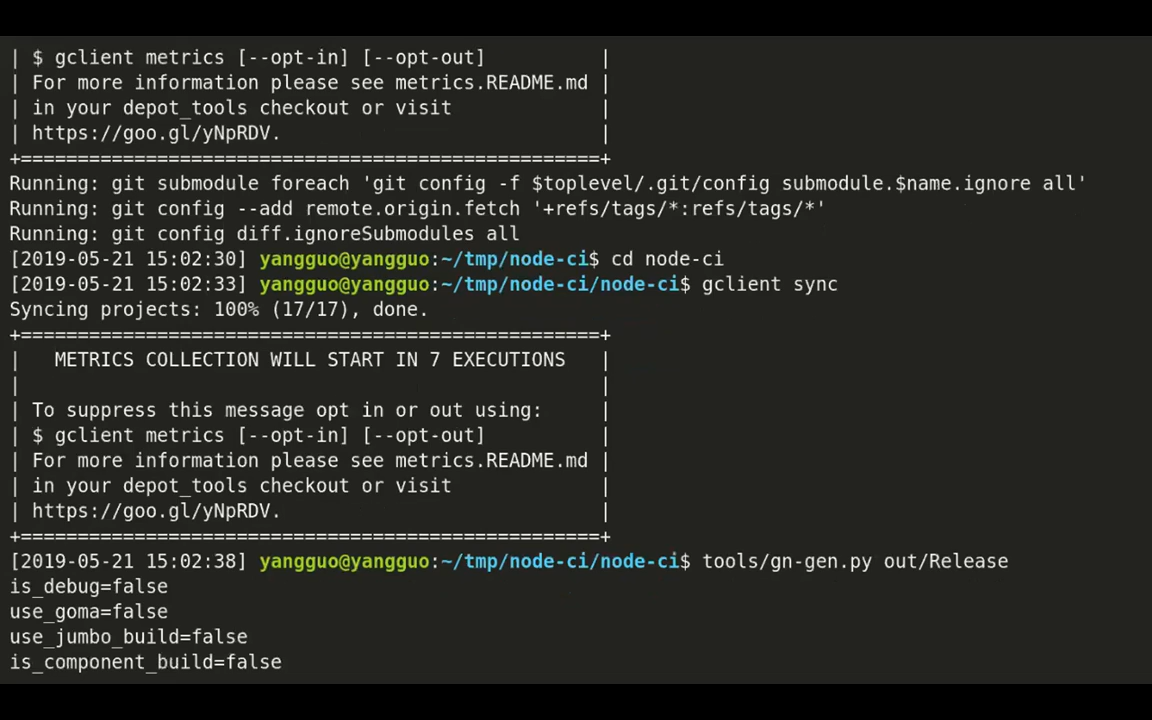 | $ gclient metrics [--opt-in] [--opt-out]           |
| For more information please see metrics.README.md |
| in your depot_tools checkout or visit             |
| https://goo.gl/yNpRDV.                            |
+===================================================+
Running: git submodule foreach 'git config -f $toplevel/.git/config submodule.$name.ignore all'
Running: git config --add remote.origin.fetch '+refs/tags/*:refs/tags/*'
Running: git config diff.ignoreSubmodules all
[2019-05-21 15:02:30] yangguo@yangguo:~/tmp/node-ci$ cd node-ci
[2019-05-21 15:02:33] yangguo@yangguo:~/tmp/node-ci/node-ci$ gclient sync
Syncing projects: 100% (17/17), done.
+===================================================+
|   METRICS COLLECTION WILL START IN 7 EXECUTIONS   |
|                                                   |
| To suppress this message opt in or out using:     |
| $ gclient metrics [--opt-in] [--opt-out]          |
| For more information please see metrics.README.md |
| in your depot_tools checkout or visit             |
| https://goo.gl/yNpRDV.                            |
+===================================================+
[2019-05-21 15:02:38] yangguo@yangguo:~/tmp/node-ci/node-ci$ tools/gn-gen.py out/Release
is_debug=false
use_goma=false
use_jumbo_build=false
is_component_build=false